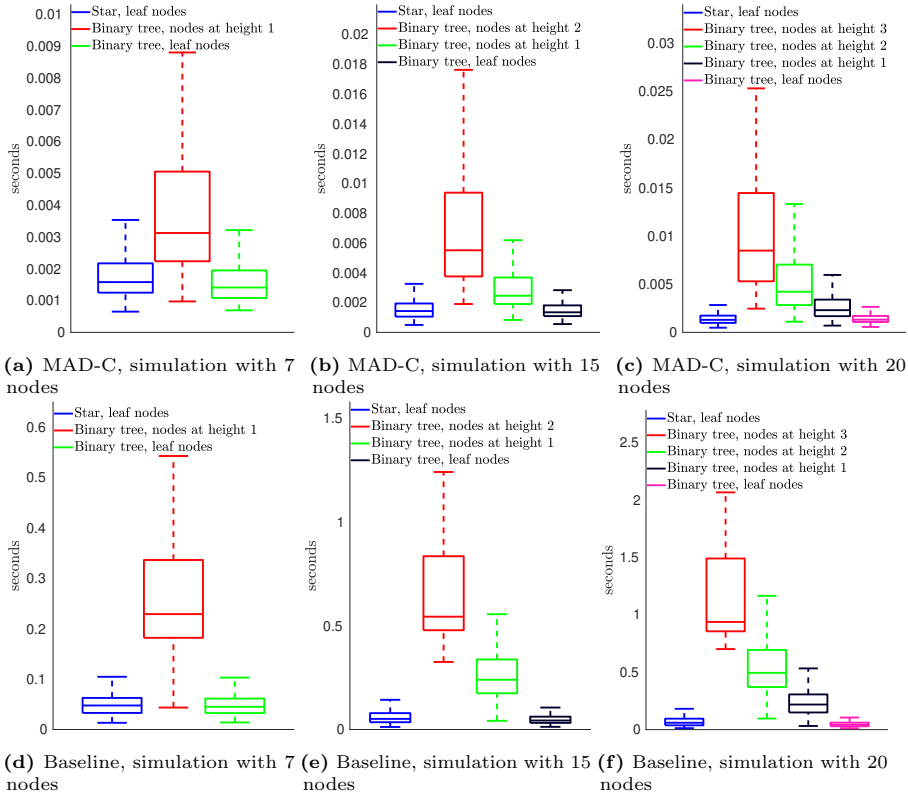 0.01
0.009
0.008
0.007
0.006
0.005
0.004
0.003
0.002
0.001
0
seconds
Star, leaf nodes
Binary tree, nodes at height 1
Binary tree, leaf nodes
(a) MAD-C, simulation with 7
nodes
0.02
0.018
0.016
0.014
0.012
0.01
0.008
0.006
0.004
0.002
0
seconds
Star, leaf nodes
Binary tree, nodes at height 2
Binary tree, nodes at height 1
Binary tree, leaf nodes
(b) MAD-C, simulation with 15
nodes
0.03
0.025
0.02
0.015
0.01
0.005
0
seconds
Star, leaf nodes
Binary tree, nodes at height 3
Binary tree, nodes at height 2
Binary tree, nodes at height 1
Binary tree, leaf nodes
(c) MAD-C, simulation with 20
nodes
0.6
0.5
0.4
0.3
0.2
0.1
0
seconds
Star, leaf nodes
Binary tree, nodes at height 1
Binary tree, leaf nodes
(d) Baseline, simulation with 7
nodes
1.5
1
0.5
0
seconds
Star, leaf nodes
Binary tree, nodes at height 2
Binary tree, nodes at height 1
Binary tree, leaf nodes
(e) Baseline, simulation with 15
nodes
2.5
2
1.5
1
0.5
0
seconds
Star, leaf nodes
Binary tree, nodes at height 3
Binary tree, nodes at height 2
Binary tree, nodes at height 1
Binary tree, leaf nodes
(f) Baseline, simulation with 20
nodes